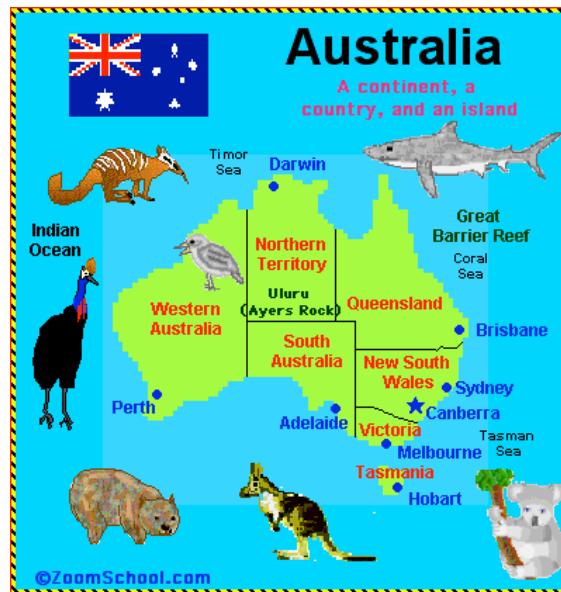 Australia
A continent, a
country, and an island
Timor
Sea
Darwin
Indian
Ocean
Great
Barrier Reef
Coral
Sea
Northern
Territory
Uluru
(Ayers Rock)
Western
Australia
Queensland
South
Australia
Brisbane
New South
Wales
Sydney
Perth
Adelaide
Canberra
Victoria
Melbourne
Tasman
Sea
Tasmania
Hobart
©ZoomSchool.com